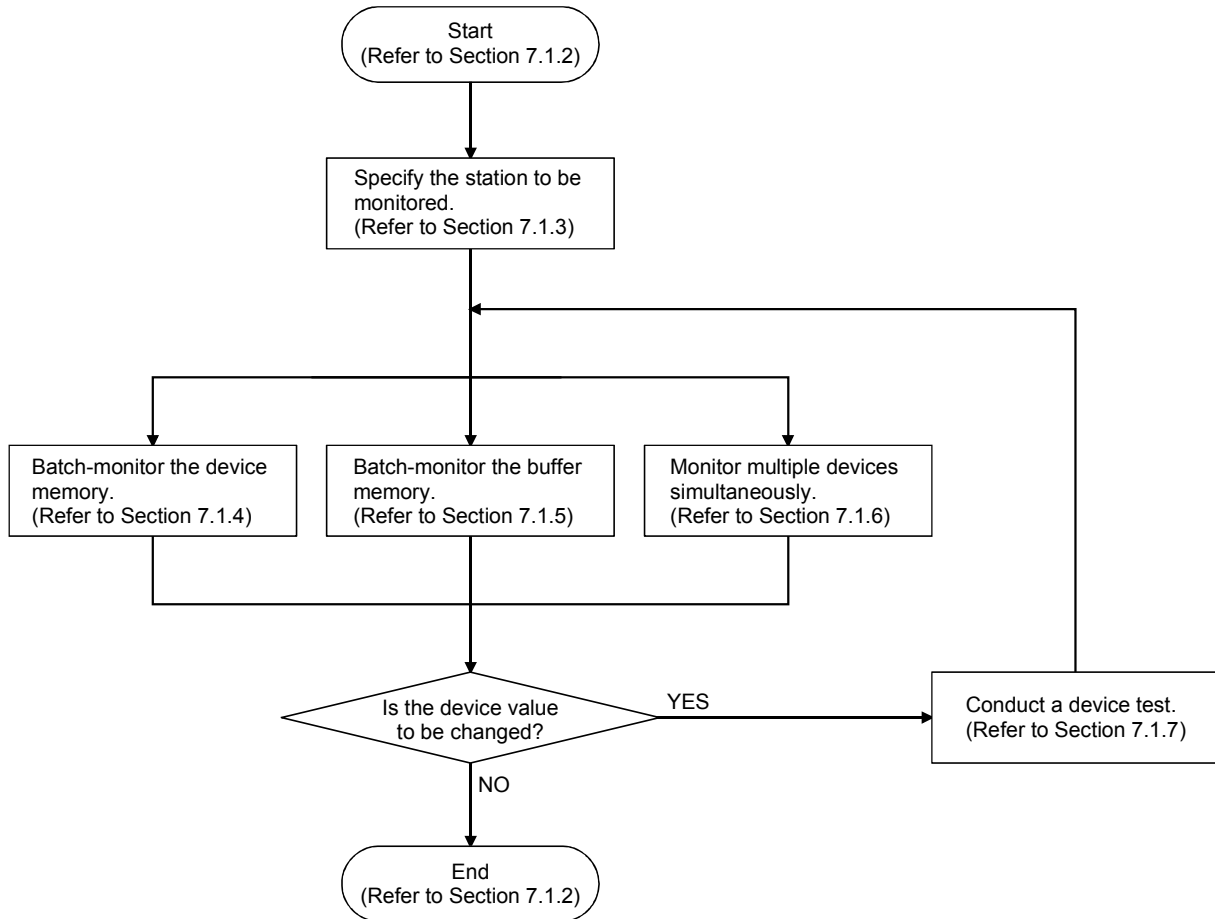 Start
(Refer to Section 7.1.2)
Specify the station to be
monitored.
(Refer to Section 7.1.3)
Batch-monitor the device
memory.
(Refer to Section 7.1.4)
Batch-monitor the buffer
memory.
(Refer to Section 7.1.5)
Monitor multiple devices
simultaneously.
(Refer to Section 7.1.6)
Is the device value
to be changed?
YES
Conduct a device test.
(Refer to Section 7.1.7)
NO
End
(Refer to Section 7.1.2)